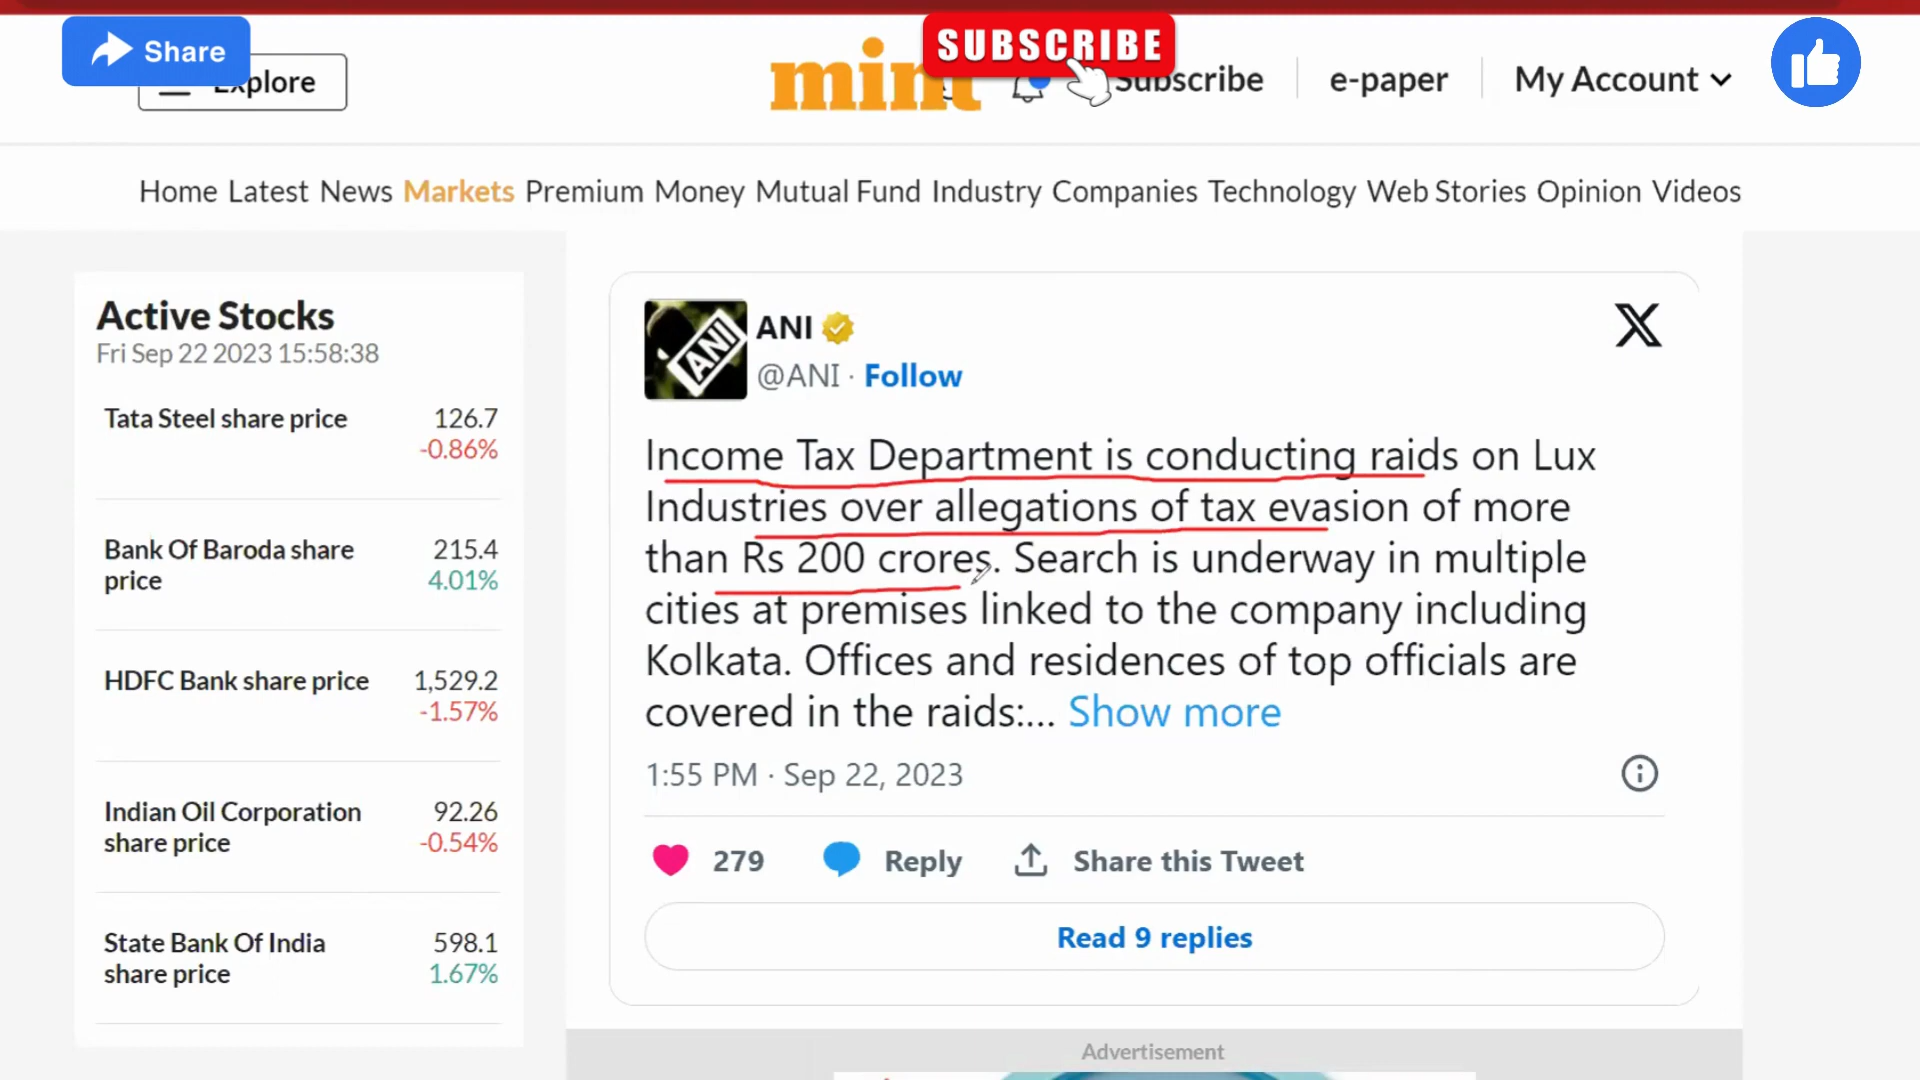 Share
Explore
mint
SUBSCRIBE
Subscribe
e-paper
My Account
Home Latest News Markets Premium Money Mutual Fund Industry Companies Technology Web Stories Opinion Videos
Active Stocks
Fri Sep 22 2023 15:58:38
Tata Steel share price 126.7
-0.86%
Bank Of Baroda share price 215.4
4.01%
HDFC Bank share price 1,529.2
-1.57%
Indian Oil Corporation share price 92.26
-0.54%
State Bank Of India share price 598.1
1.67%
ANI
ANI
@ANI · Follow
Income Tax Department is conducting raids on Lux
Industries over allegations of tax evasion of more
than Rs 200 crores. Search is underway in multiple
cities at premises linked to the company including
Kolkata. Offices and residences of top officials are
covered in the raids:... Show more
1:55 PM · Sep 22, 2023
279 Reply Share this Tweet
Read 9 replies
Advertisement